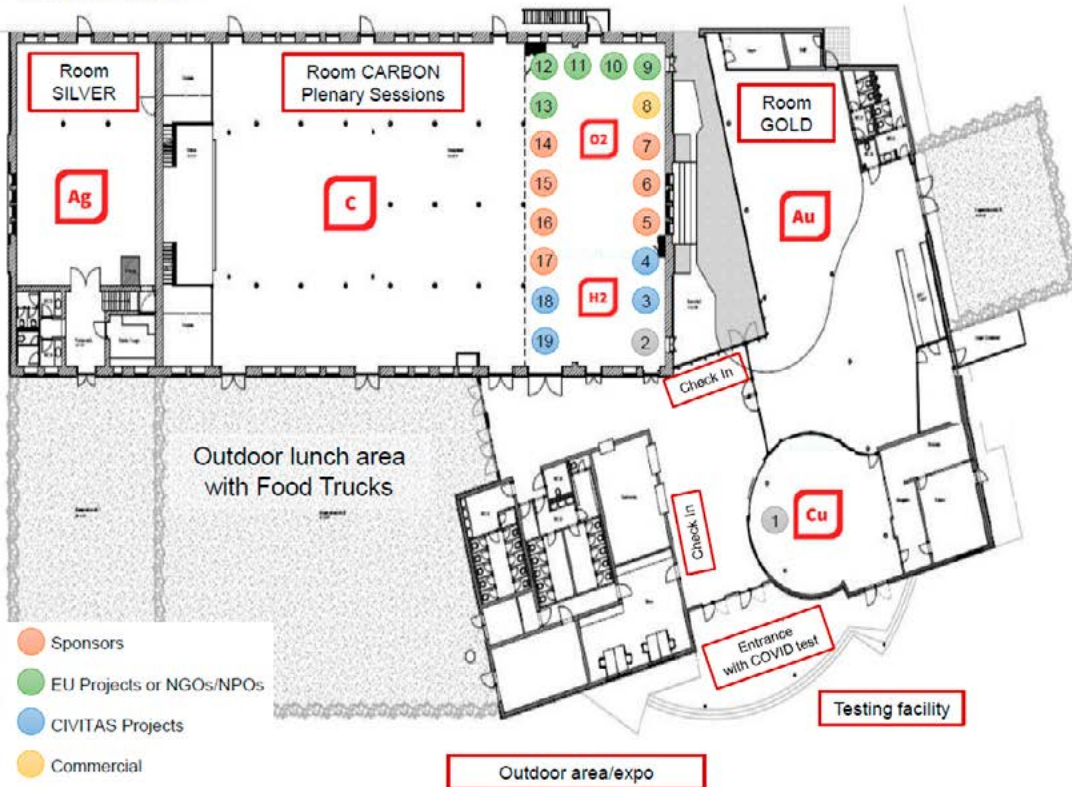 Room
SILVER
Room CARBON
Plenary Sessions
Room
GOLD
12
11
10
9
13
8
O2
14
7
15
6
Ag
C
Au
16
5
17
4
18
H2
3
19
2
Check In
Outdoor lunch area
with Food Trucks
Check In
1
Cu
Entrance
with COVID test
Sponsors
EU Projects or NGOs/NPOs
CIVITAS Projects
Commercial
Testing facility
Outdoor area/expo